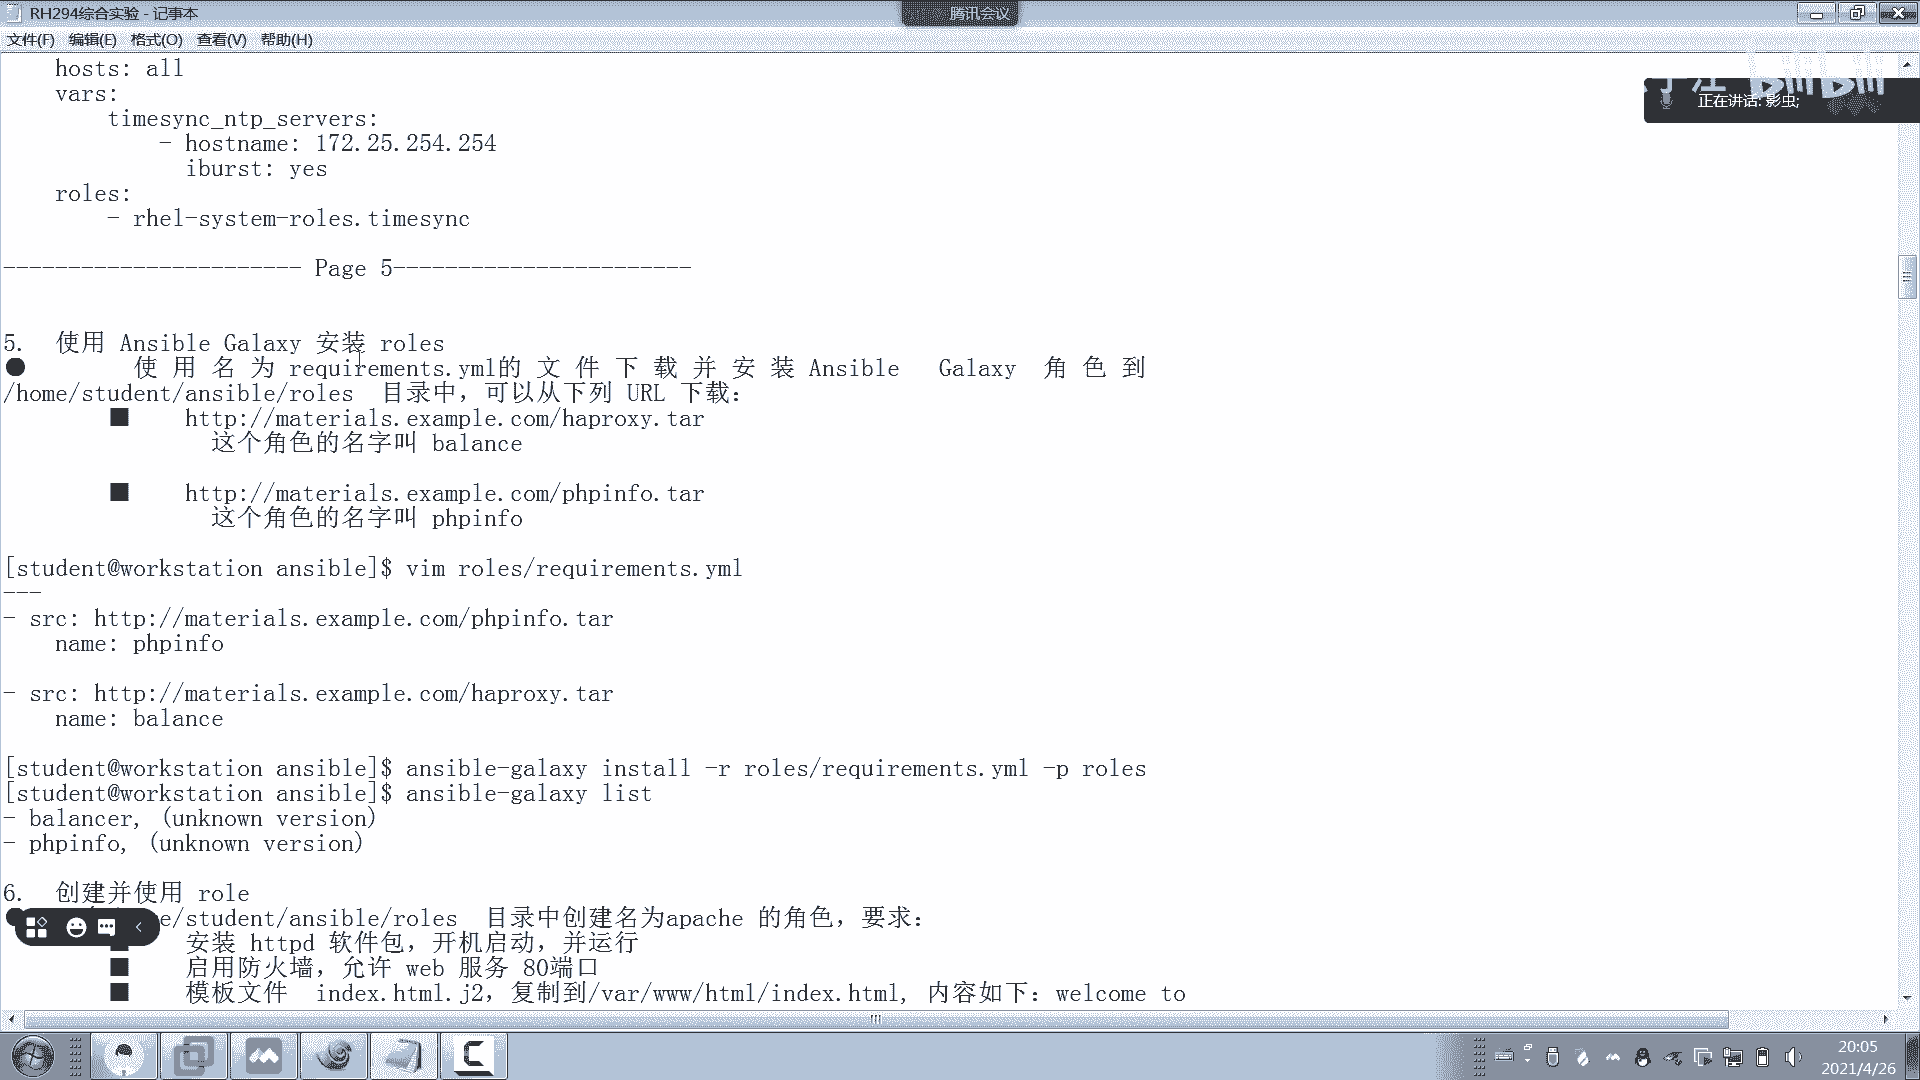 RH294综合实验 - 记事本
腾讯会议
文件(F) 编辑(E) 格式(O) 查看(V) 帮助(H)
正在讲话: 影虫;
hosts: all
vars:
timesync_ntp_servers:
- hostname: 172.25.254.254
iburst: yes
roles:
- rhel-system-roles.timesync
----------------------- Page 5-----------------------
5. 使用 Ansible Galaxy 安装 roles
● 使 用 名 为 requirements.yml的 文 件 下 载 并 安 装 Ansible Galaxy 角 色 到
/home/student/ansible/roles 目录中，可以从下列 URL 下载：
■ http://materials.example.com/haproxy.tar
这个角色的名字叫 balance
■ http://materials.example.com/phpinfo.tar
这个角色的名字叫 phpinfo
[student@workstation ansible]$ vim roles/requirements.yml
---
- src: http://materials.example.com/phpinfo.tar
name: phpinfo
- src: http://materials.example.com/haproxy.tar
name: balance
[student@workstation ansible]$ ansible-galaxy install -r roles/requirements.yml -p roles
[student@workstation ansible]$ ansible-galaxy list
- balancer, (unknown version)
- phpinfo, (unknown version)
6. 创建并使用 role
e/student/ansible/roles 目录中创建名为apache 的角色，要求：
安装 httpd 软件包，开机启动，并运行
■ 启用防火墙，允许 web 服务 80端口
■ 模板文件 index.html.j2，复制到/var/www/html/index.html, 内容如下：welcome to
20:05
2021/4/26